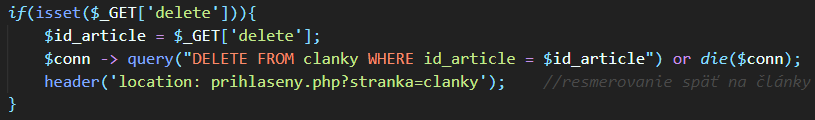 if(isset($_GET['delete'])){
$id_article = $_GET['delete'];
$conn -> query("DELETE FROM clanky WHERE id_article = $id_article") or die($conn);
header('location: prihlaseny.php?stranka=clanky'); //resmerovanie späť na články
}